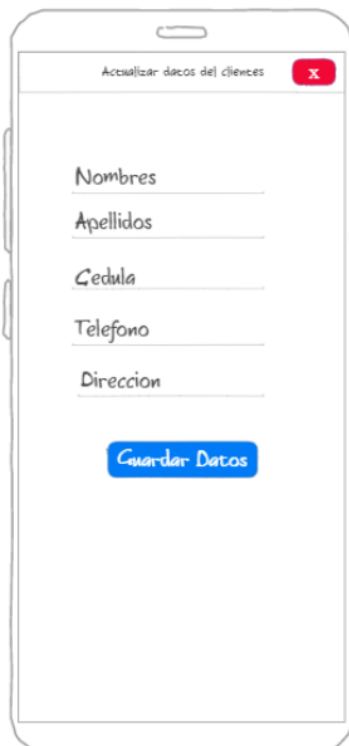 Actualizar datos del clientes
X
Nombres
Apellidos
Cedula
Telefono
Direccion
Guardar Datos